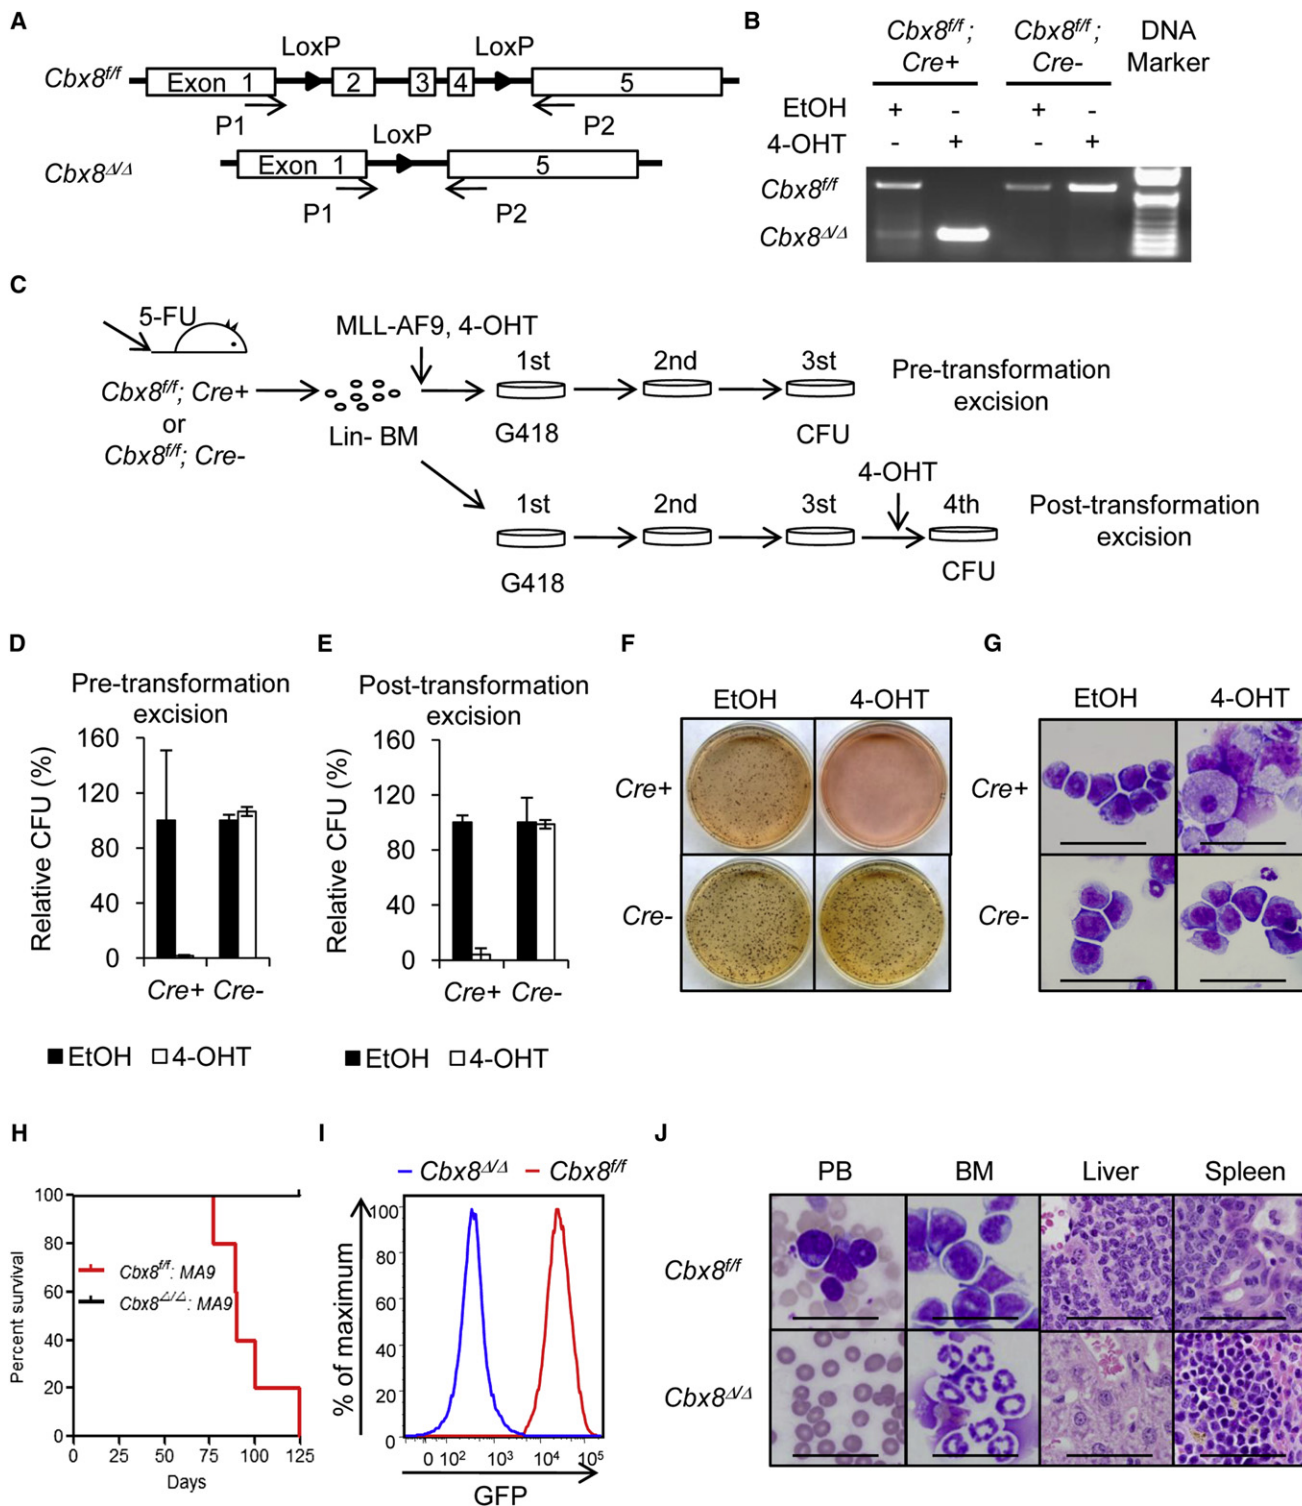 A
LoxP LoxP
Cbx8f/f Exon 1 2 3 4 5
P1 P2
LoxP
Cbx8Δ/Δ Exon 1 5
P1 P2
B
Cbx8f/f; Cbx8f/f; DNA
Cre+ Cre- Marker
EtOH + - + -
4-OHT - + - +
Cbx8f/f
Cbx8Δ/Δ
C
5-FU
MLL-AF9, 4-OHT
1st 2nd 3st
Cbx8f/f; Cre+
or
Cbx8f/f; Cre-
Lin- BM
G418 CFU
Pre-transformation
excision
4-OHT
1st 2nd 3st 4th
G418 CFU
Post-transformation
excision
D
Pre-transformation
excision
Relative CFU (%)
160
120
80
40
0
Cre+ Cre-
EtOH 4-OHT
E
Post-transformation
excision
Relative CFU (%)
160
120
80
40
0
Cre+ Cre-
EtOH 4-OHT
F
EtOH 4-OHT
Cre+
Cre-
G
EtOH 4-OHT
Cre+
Cre-
H
Percent survival
100
80
60
40
20
0
Cbx8f/f: MA9
Cbx8Δ/Δ: MA9
0 25 50 75 100 125
Days
I
Cbx8Δ/Δ Cbx8f/f
% of maximum
100
80
60
40
20
0
0 10² 10³ 10⁴ 10⁵
GFP
J
PB BM Liver Spleen
Cbx8f/f
Cbx8Δ/Δ